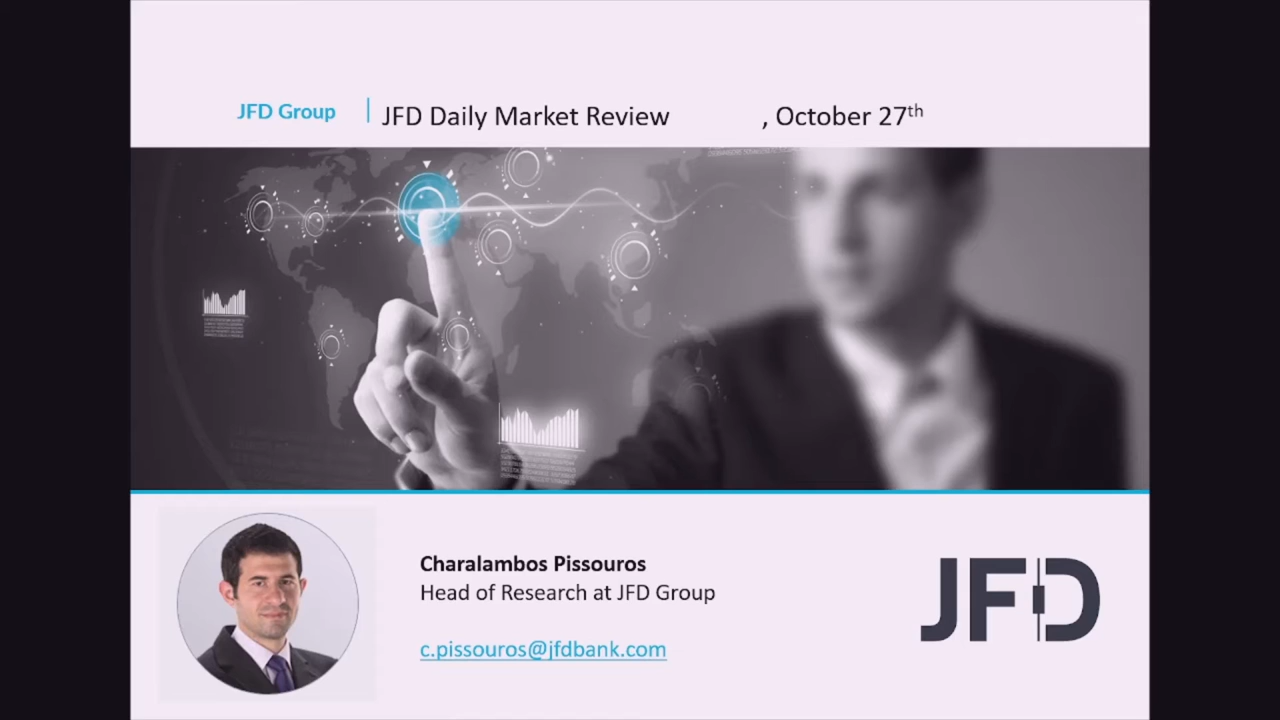 JFD Group
JFD Daily Market Review , October 27th
Charalambos Pissouros
Head of Research at JFD Group
c.pissouros@jfdbank.com
JFD